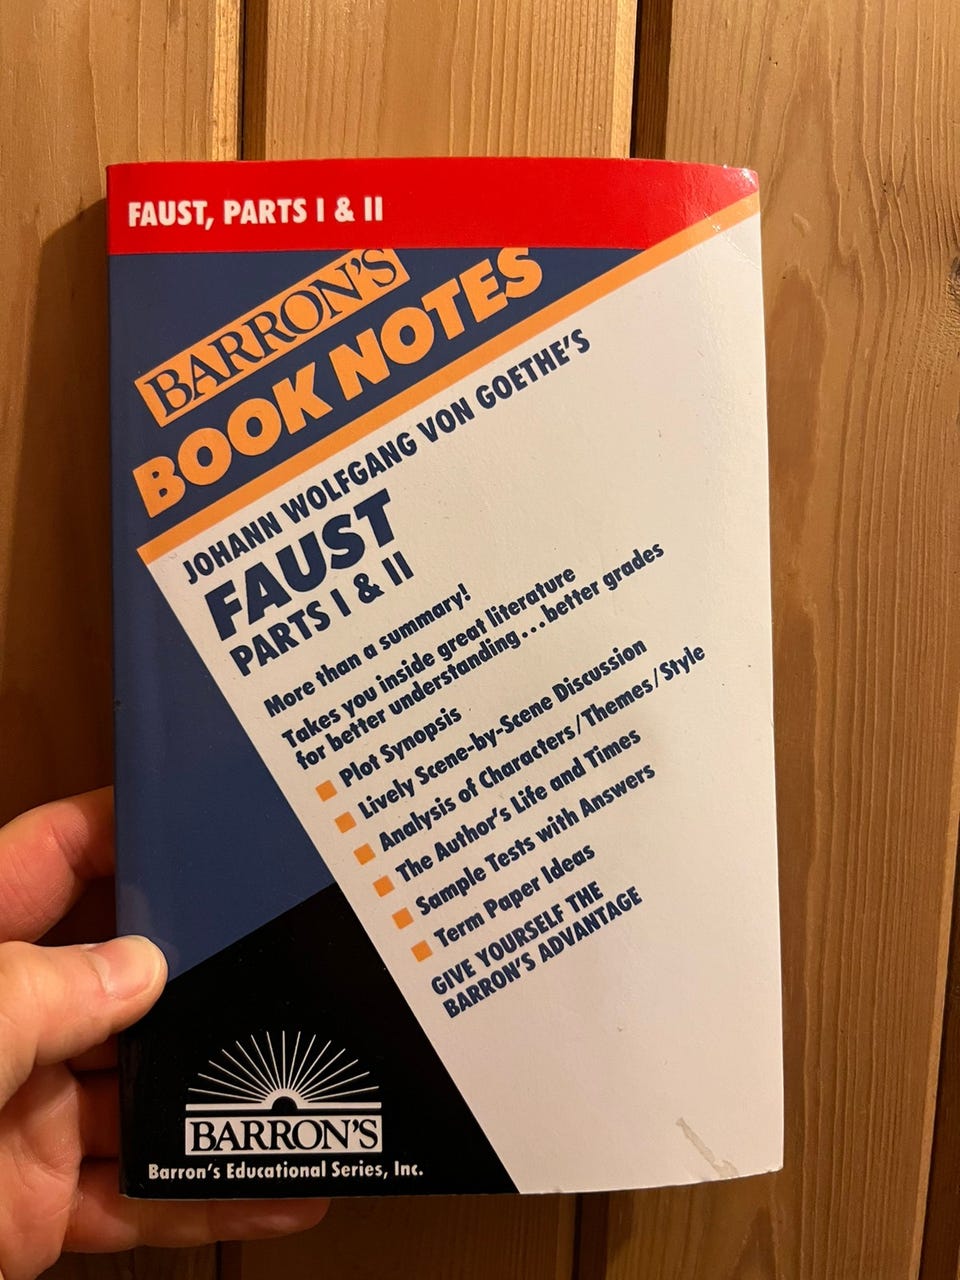 FAUST, PARTS I & II
BARRON'S
BOOK NOTES
JOHANN WOLFGANG VON GOETHE'S
FAUST
PARTS I & II
More than a summary!
Takes you inside great literature
for better understanding...better grades
Plot Synopsis
Lively Scene-by-Scene Discussion
Analysis of Characters/Themes/Style
The Author's Life and Times
Sample Tests with Answers
Term Paper Ideas
GIVE YOURSELF THE
BARRON'S ADVANTAGE
BARRON'S
Barron's Educational Series, Inc.